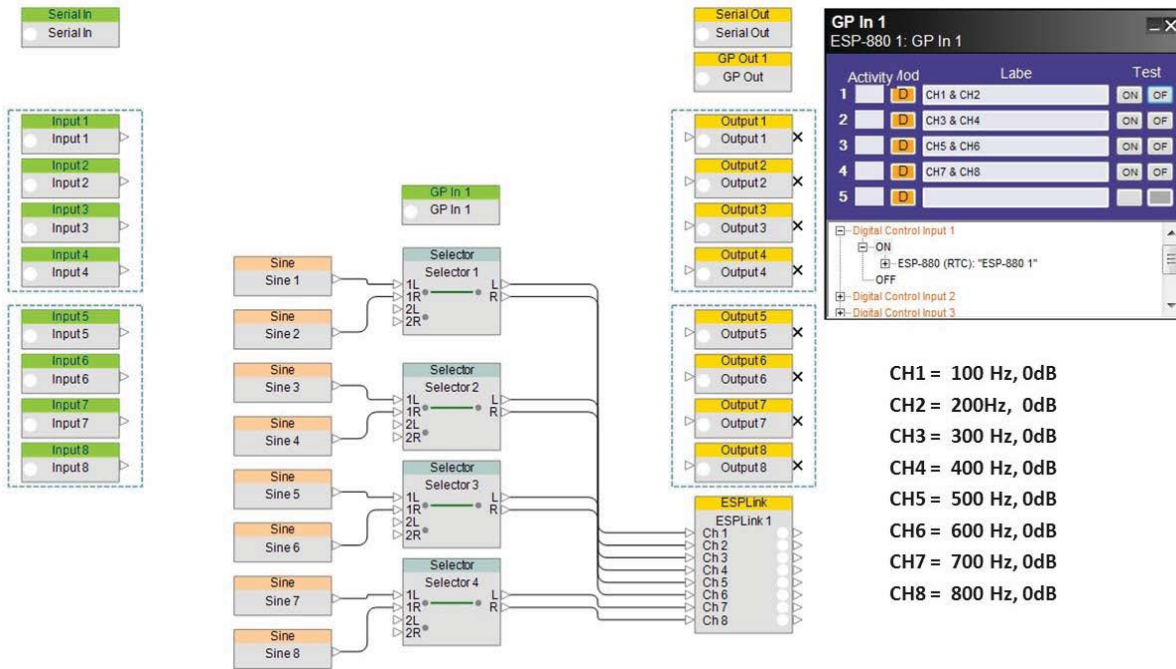 Serial In
Serial In
Input 1
Input 1
Input 2
Input 2
Input 3
Input 3
Input 4
Input 4
Input 5
Input 5
Input 6
Input 6
Input 7
Input 7
Input 8
Input 8
GP In 1
GP In 1
Sine
Sine 1
Sine
Sine 2
Sine
Sine 3
Sine
Sine 4
Sine
Sine 5
Sine
Sine 6
Sine
Sine 7
Sine
Sine 8
Selector
Selector 1
1L L
1R R
2L
2R
Selector
Selector 2
1L L
1R R
2L
2R
Selector
Selector 3
1L L
1R R
2L
2R
Selector
Selector 4
1L L
1R R
2L
2R
Serial Out
Serial Out
GP Out 1
GP Out
Output 1
Output 1
Output 2
Output 2
Output 3
Output 3
Output 4
Output 4
Output 5
Output 5
Output 6
Output 6
Output 7
Output 7
Output 8
Output 8
ESPLink
ESPLink 1
Ch 1
Ch 2
Ch 3
Ch 4
Ch 5
Ch 6
Ch 7
Ch 8
GP In 1
ESP-880 1: GP In 1
Activity Mod Labe Test
1 D CH1 & CH2 ON OF
2 D CH3 & CH4 ON OF
3 D CH5 & CH6 ON OF
4 D CH7 & CH8 ON OF
5 D
Digital Control Input 1
ON
ESP-880 (RTC): "ESP-880 1"
OFF
Digital Control Input 2
Digital Control Input 3
CH1 = 100 Hz, 0dB
CH2 = 200Hz, 0dB
CH3 = 300 Hz, 0dB
CH4 = 400 Hz, 0dB
CH5 = 500 Hz, 0dB
CH6 = 600 Hz, 0dB
CH7 = 700 Hz, 0dB
CH8 = 800 Hz, 0dB